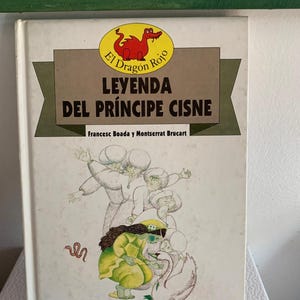 El Dragón Rojo
LEYENDA
DEL PRÍNCIPE CISNE
Francesc Boada y Montserrat Brucart